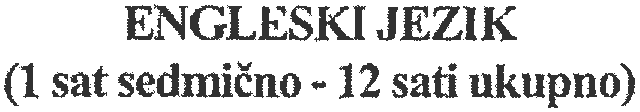 ENGLESKI JEZIK
(1 sat sedmično - 12 sati ukupno)